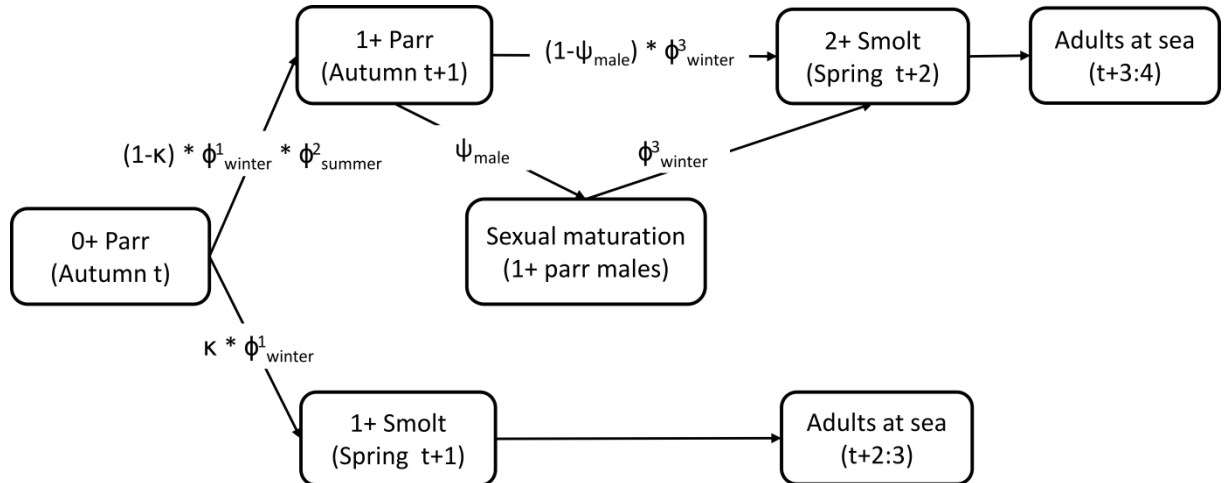 1+ Parr
(Autumn t+1)
(1-ψmale) * ϕ³winter
2+ Smolt
(Spring t+2)
Adults at sea
(t+3:4)
(1-κ) * ϕ¹winter * ϕ²summer
ψmale
ϕ³winter
0+ Parr
(Autumn t)
Sexual maturation
(1+ parr males)
κ * ϕ¹winter
1+ Smolt
(Spring t+1)
Adults at sea
(t+2:3)